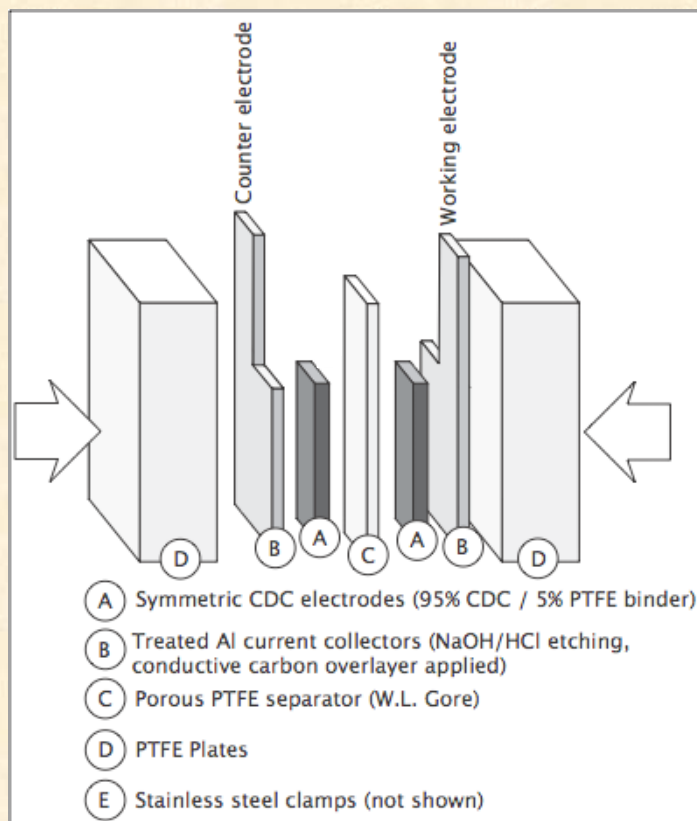 Counter electrode
Working electrode
D
B
A
C
A
B
D
A Symmetric CDC electrodes (95% CDC / 5% PTFE binder)
B Treated Al current collectors (NaOH/HCl etching,
conductive carbon overlayer applied)
C Porous PTFE separator (W.L. Gore)
D PTFE Plates
E Stainless steel clamps (not shown)